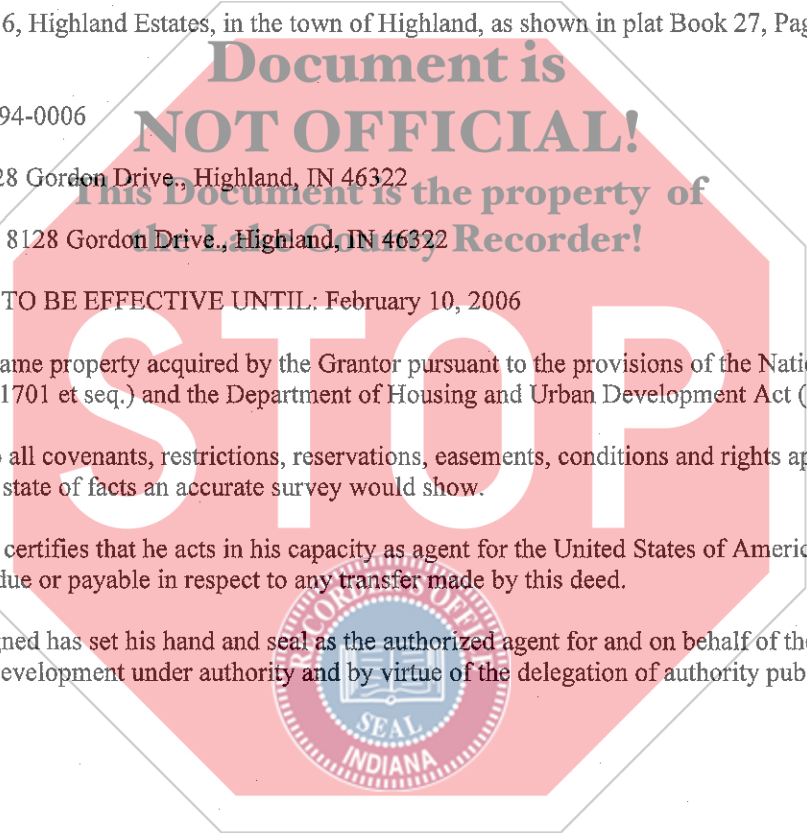 6, Highland Estates, in the town of Highland, as shown in plat Book 27, Pag
Document is
NOT OFFICIAL!
94-0006
28 Gordon Drive., Highland, IN 46322
This Document is the property of
8128 Gordon Drive., Highland, IN 46322
the Lake County Recorder!
TO BE EFFECTIVE UNTIL: February 10, 2006
STOP
ame property acquired by the Grantor pursuant to the provisions of the Nati
1701 et seq.) and the Department of Housing and Urban Development Act (
all covenants, restrictions, reservations, easements, conditions and rights ap
state of facts an accurate survey would show.
certifies that he acts in his capacity as agent for the United States of Americ
due or payable in respect to any transfer made by this deed.
ned has set his hand and seal as the authorized agent for and on behalf of the
evelopment under authority and by virtue of the delegation of authority pub
RECORDER'S OFFICE
SEAL
INDIANA